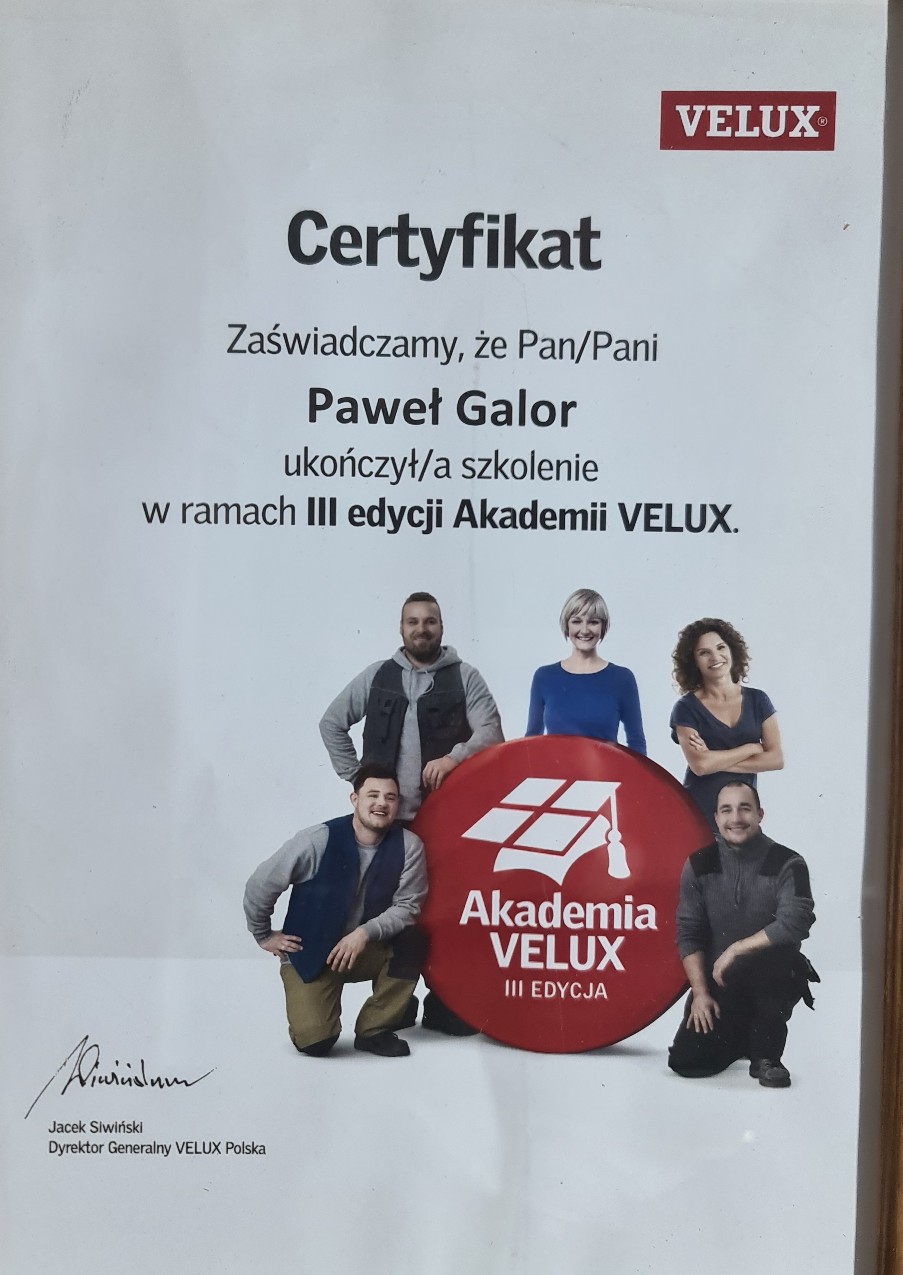 VELUX®
Certyfikat
Zaświadczamy, że Pan/Pani
Paweł Galor
ukończył/a szkolenie
w ramach III edycji Akademii VELUX.
Akademia
VELUX
III EDYCJA
Jacek Siwiński
Dyrektor Generalny VELUX Polska